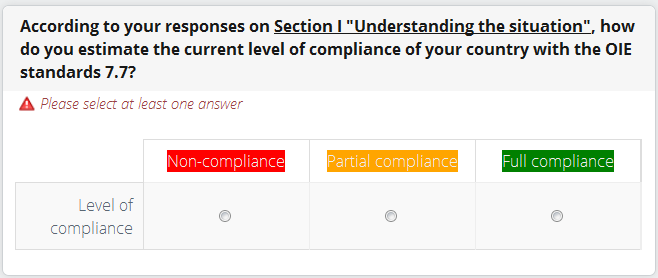 According to your responses on Section I "Understanding the situation", how
do you estimate the current level of compliance of your country with the OIE
standards 7.7?
Please select at least one answer
Non-compliance Partial compliance Full compliance
Level of
compliance